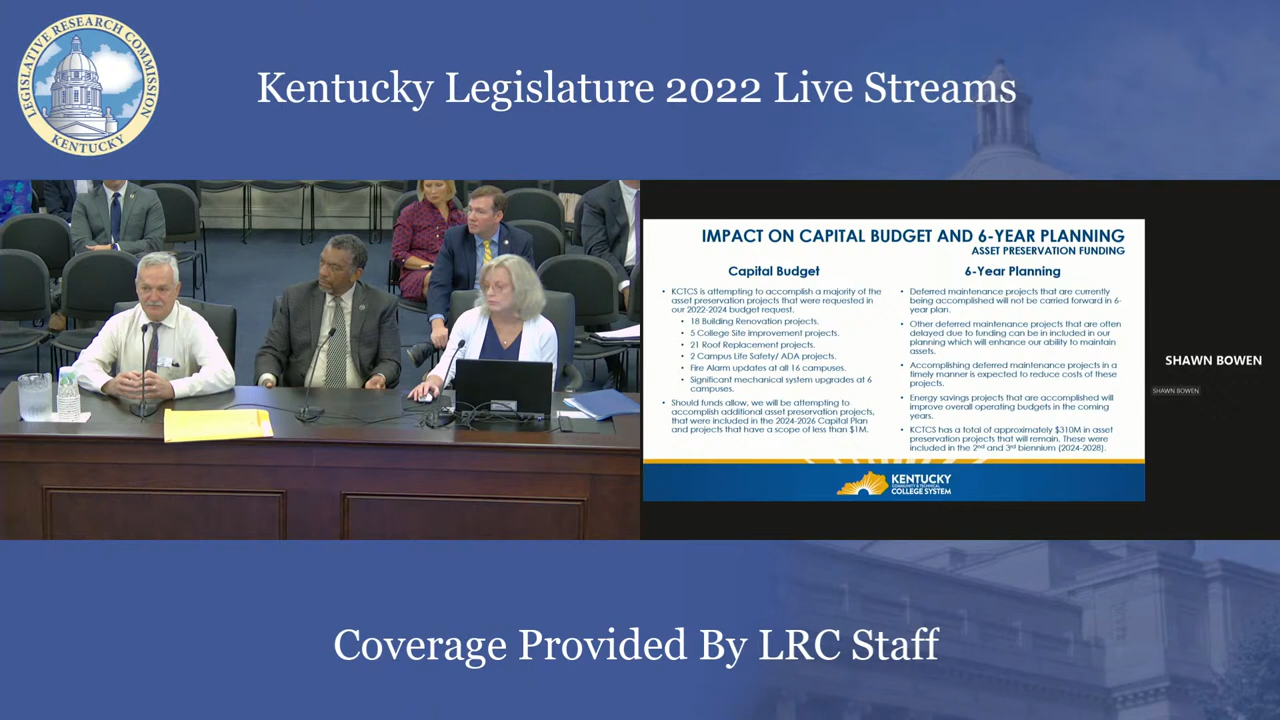 LEGISLATIVE RESEARCH COMMISSION
KENTUCKY
Kentucky Legislature 2022 Live Streams
IMPACT ON CAPITAL BUDGET AND 6-YEAR PLANNING
ASSET PRESERVATION FUNDING
Capital Budget
• KCTCS is attempting to accomplish a majority of the
asset preservation projects that were requested in
our 2022-2024 budget request.
• 18 Building Renovation projects.
• 5 College Site improvement projects.
• 21 Roof Replacement projects.
• 2 Campus Life Safety/ ADA projects.
• Fire Alarm updates at all 16 campuses.
• Significant mechanical system upgrades at 6
campuses.
• Should funds allow, we will be attempting to
accomplish additional asset preservation projects,
that were included in the 2024-2026 Capital Plan
and projects that have a scope of less than $1M.
6-Year Planning
• Deferred maintenance projects that are currently
being accomplished will not be carried forward in 6-
year plan.
• Other deferred maintenance projects that are often
delayed due to funding can be in included in our
planning which will enhance our ability to maintain
assets.
• Accomplishing deferred maintenance projects in a
timely manner is expected to reduce costs of these
projects.
• Energy savings projects that are accomplished will
improve overall operating budgets in the coming
years.
• KCTCS has a total of approximately $310M in asset
preservation projects that will remain. These were
included in the 2nd and 3rd biennium (2024-2028).
KENTUCKY
COMMUNITY & TECHNICAL
COLLEGE SYSTEM
SHAWN BOWEN
SHAWN BOWEN
Coverage Provided By LRC Staff